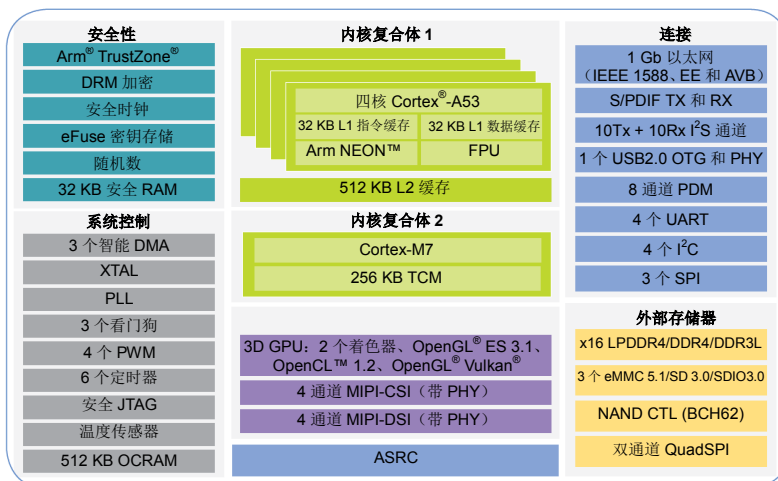 安全性
Arm® TrustZone®
DRM 加密
安全时钟
eFuse 密钥存储
随机数
32 KB 安全 RAM
系统控制
3 个智能 DMA
XTAL
PLL
3 个看门狗
4 个 PWM
6 个定时器
安全 JTAG
温度传感器
512 KB OCRAM
内核复合体 1
四核 Cortex®-A53
32 KB L1 指令缓存
32 KB L1 数据缓存
Arm NEON™
FPU
512 KB L2 缓存
内核复合体 2
Cortex-M7
256 KB TCM
3D GPU：2 个着色器、OpenGL® ES 3.1、
OpenCL™ 1.2、OpenGL® Vulkan®
4 通道 MIPI-CSI（带 PHY）
4 通道 MIPI-DSI（带 PHY）
ASRC
连接
1 Gb 以太网
（IEEE 1588、EE 和 AVB）
S/PDIF TX 和 RX
10Tx + 10Rx I²S 通道
1 个 USB2.0 OTG 和 PHY
8 通道 PDM
4 个 UART
4 个 I²C
3 个 SPI
外部存储器
x16 LPDDR4/DDR4/DDR3L
3 个 eMMC 5.1/SD 3.0/SDIO3.0
NAND CTL (BCH62)
双通道 QuadSPI